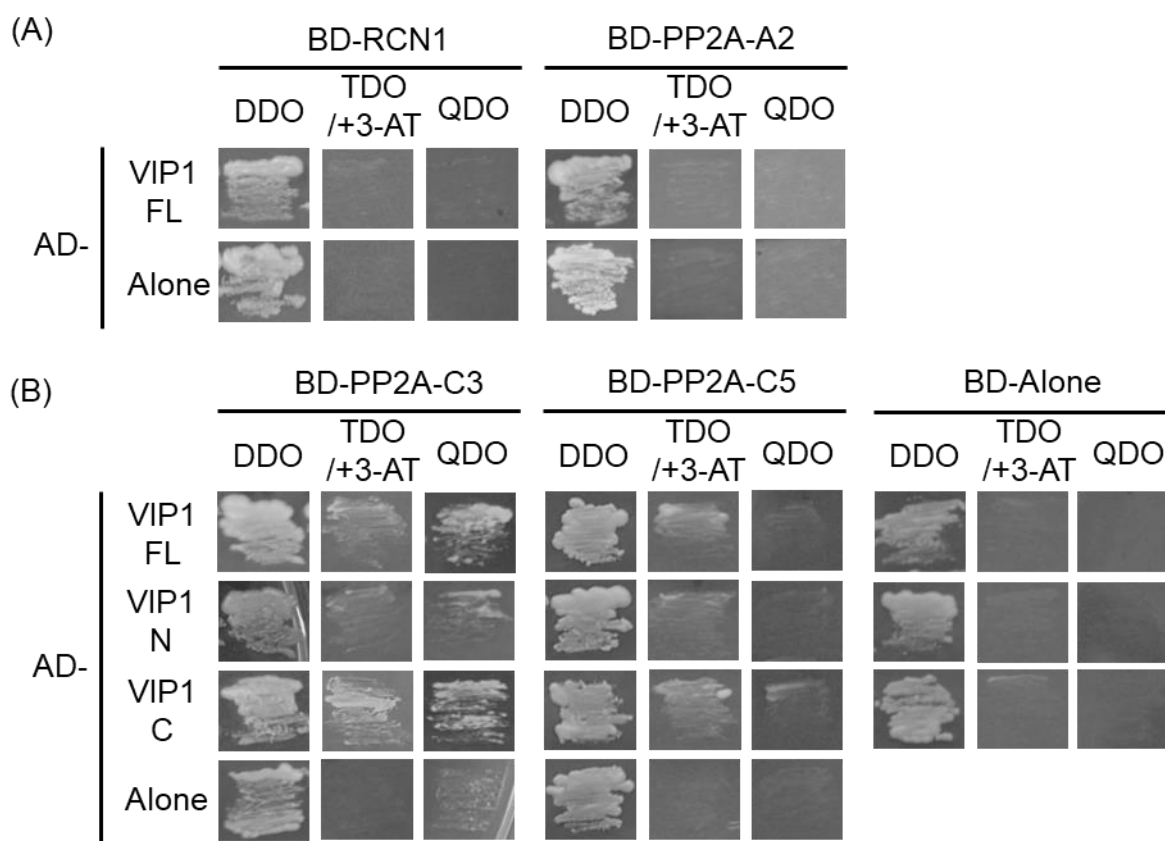 (A)
BD-RCN1 BD-PP2A-A2
DDO TDO /+3-AT QDO DDO TDO /+3-AT QDO
AD-
VIP1 FL
Alone
(B)
BD-PP2A-C3 BD-PP2A-C5 BD-Alone
DDO TDO /+3-AT QDO DDO TDO /+3-AT QDO DDO TDO /+3-AT QDO
AD-
VIP1 FL
VIP1 N
VIP1 C
Alone